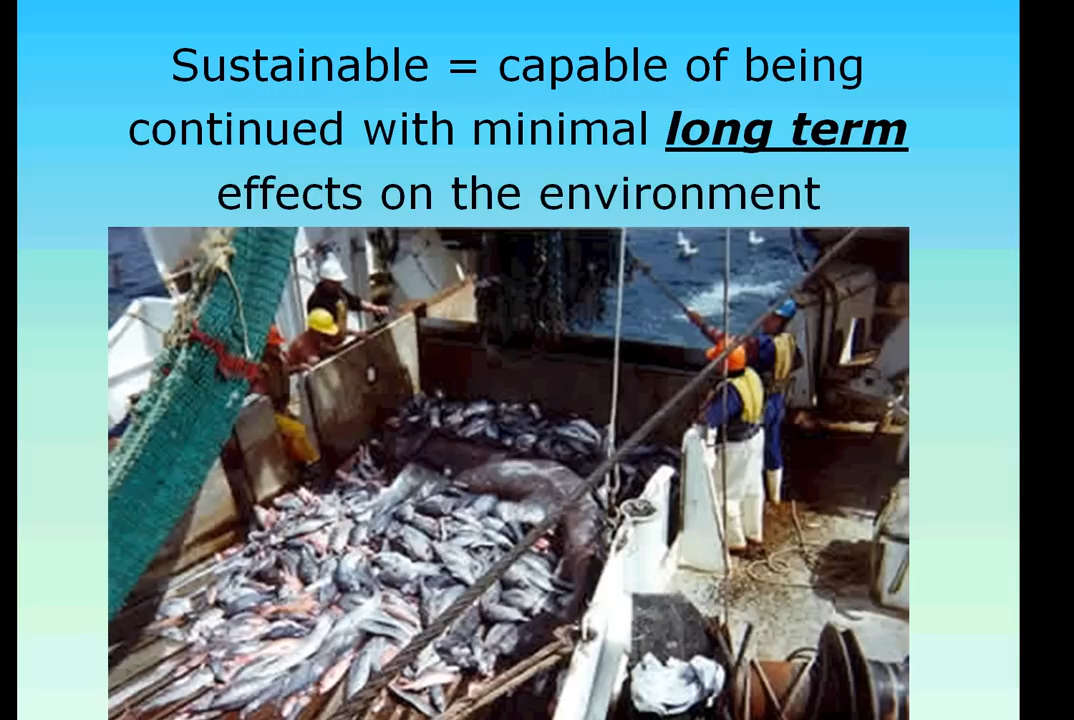 Sustainable = capable of being
continued with minimal long term
effects on the environment